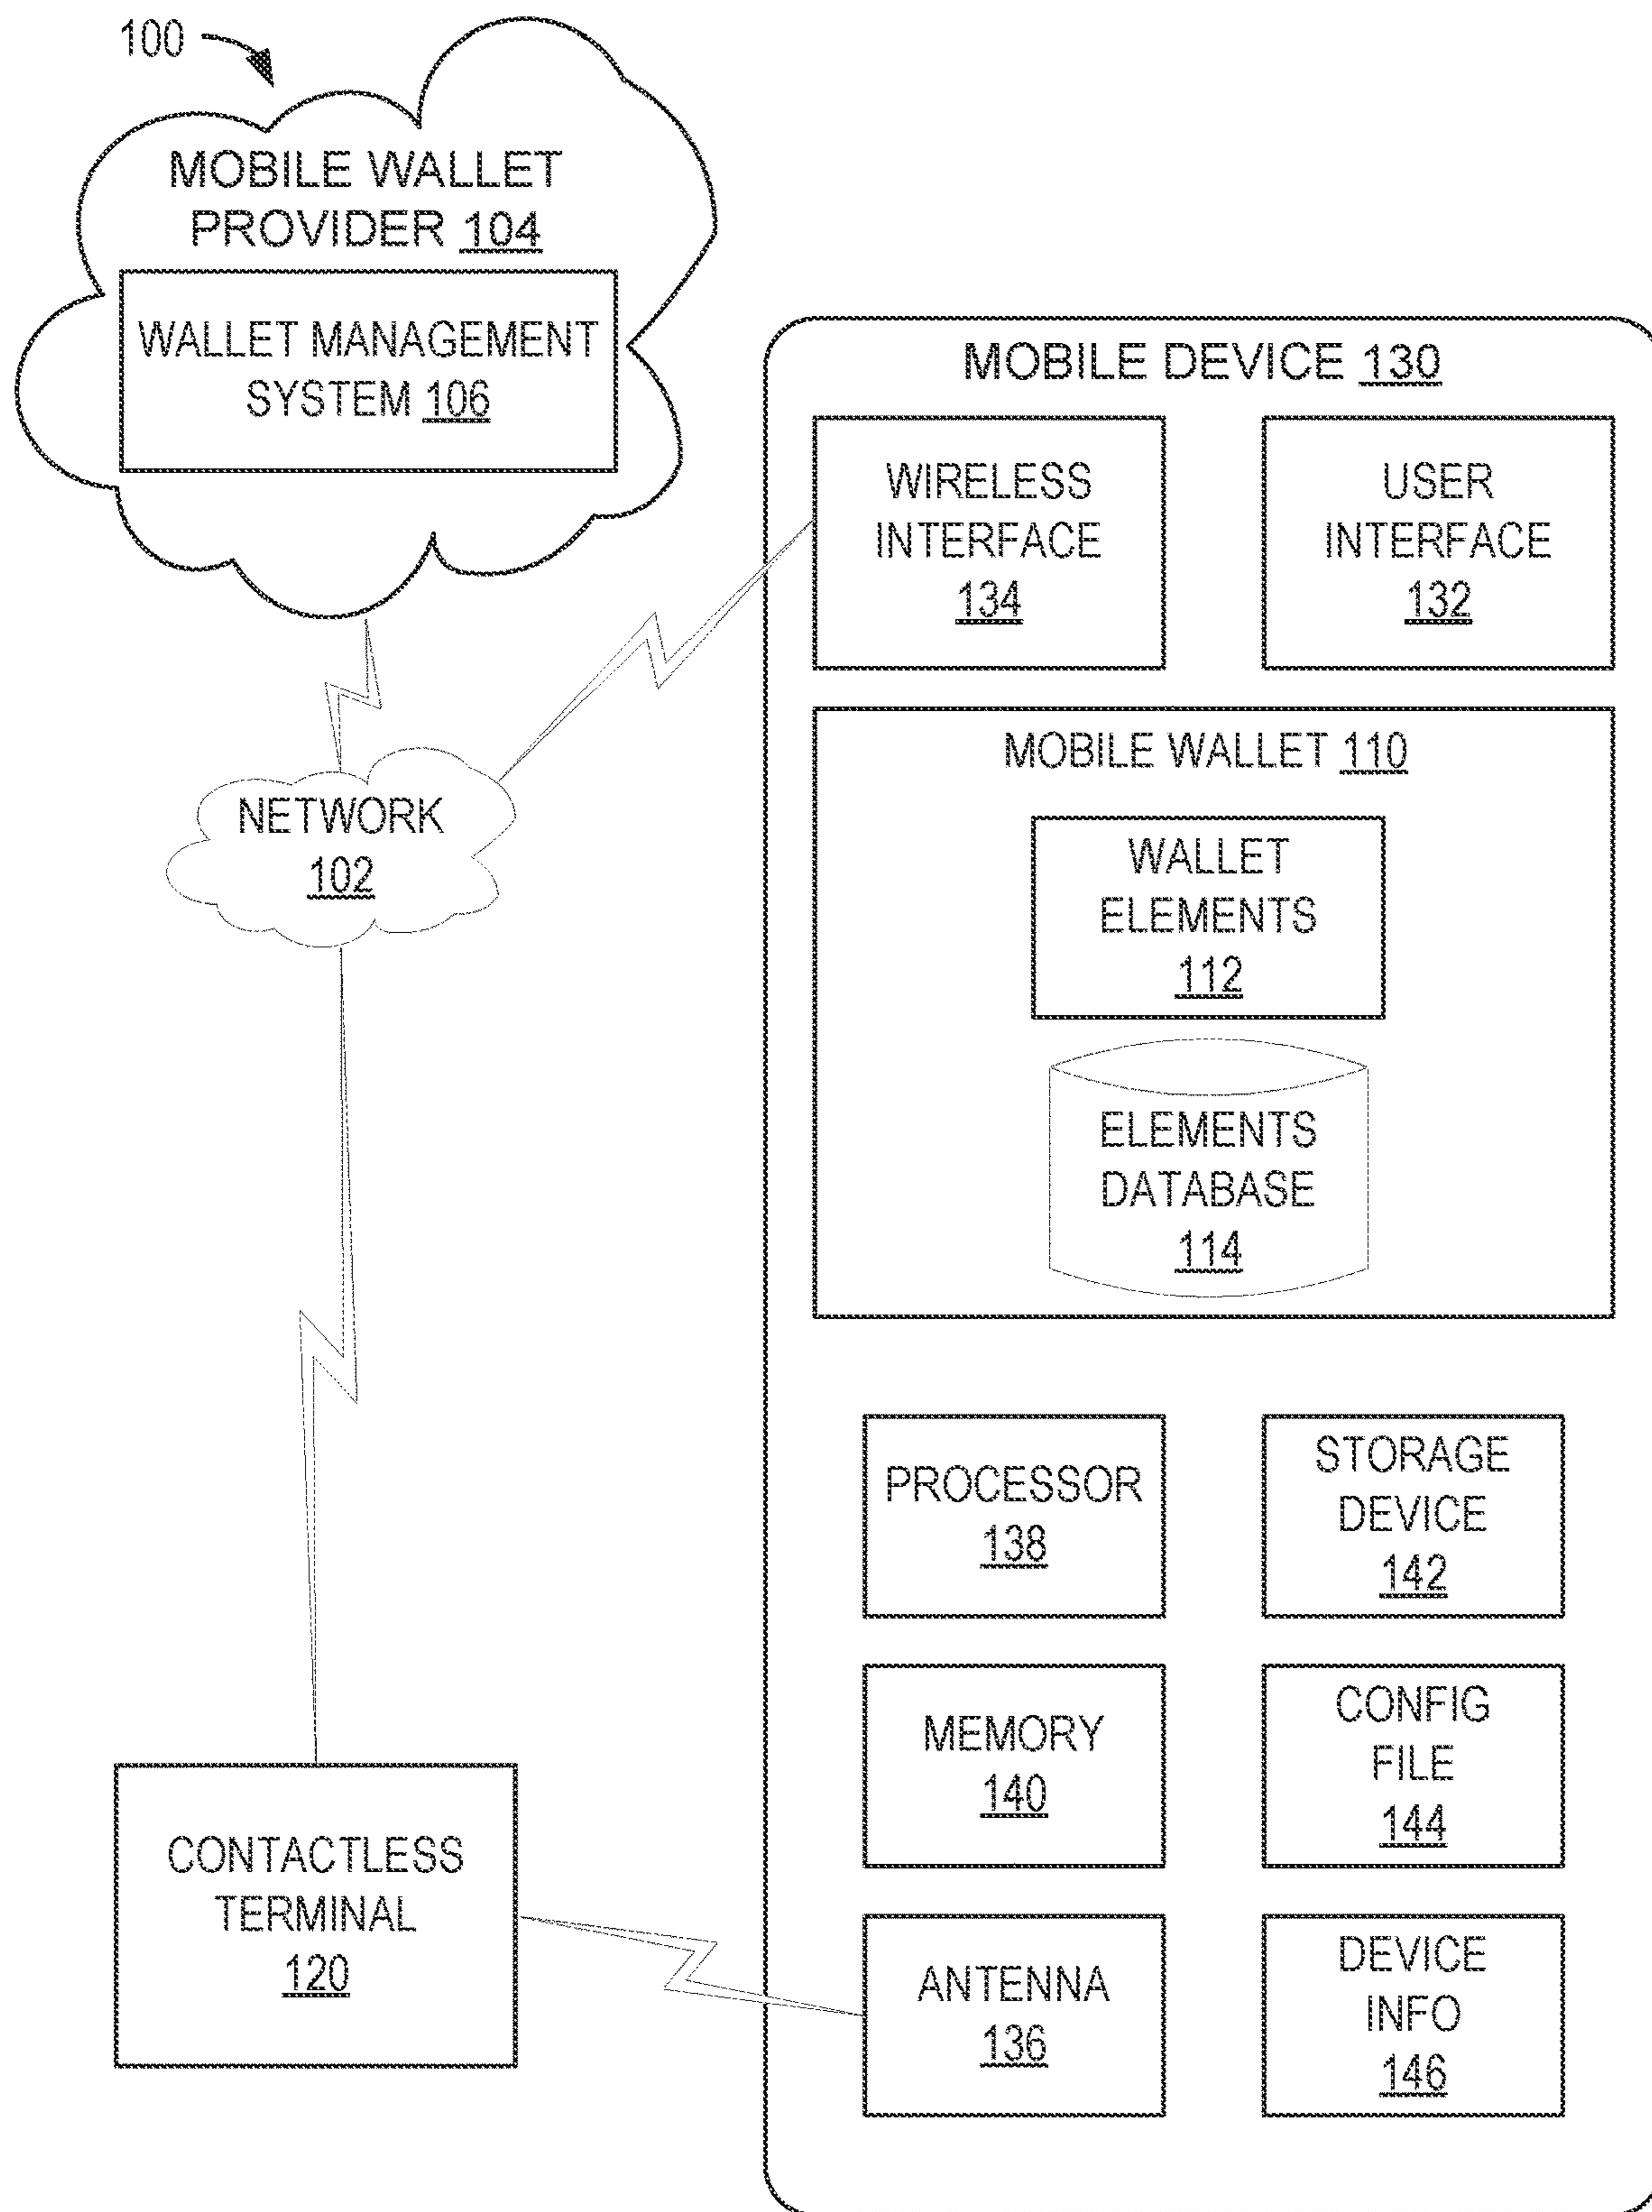 100
MOBILE WALLET
PROVIDER 104
WALLET MANAGEMENT
SYSTEM 106
NETWORK
102
CONTACTLESS
TERMINAL
120
MOBILE DEVICE 130
WIRELESS
INTERFACE
134
USER
INTERFACE
132
MOBILE WALLET 110
WALLET
ELEMENTS
112
ELEMENTS
DATABASE
114
PROCESSOR
138
STORAGE
DEVICE
142
MEMORY
140
CONFIG
FILE
144
ANTENNA
136
DEVICE
INFO
146